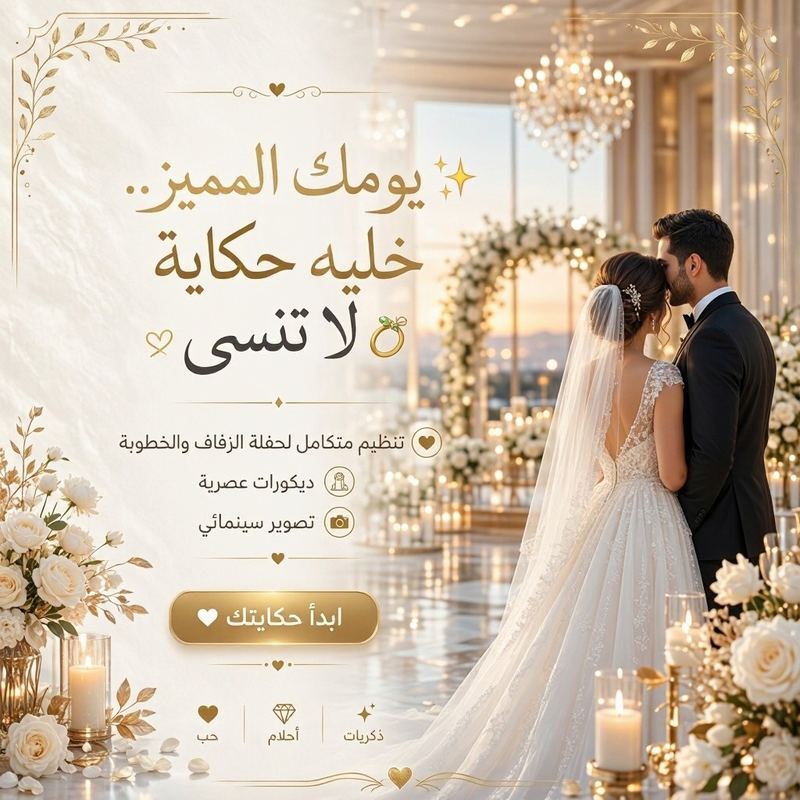 يومك المميز..
خليه حكاية
لا تنسى
تنظيم متكامل لحفلة الزفاف والخطوبة
ديكورات عصرية
تصوير سينمائي
ابدأ حكايتك
ذكريات
أحلام
حب